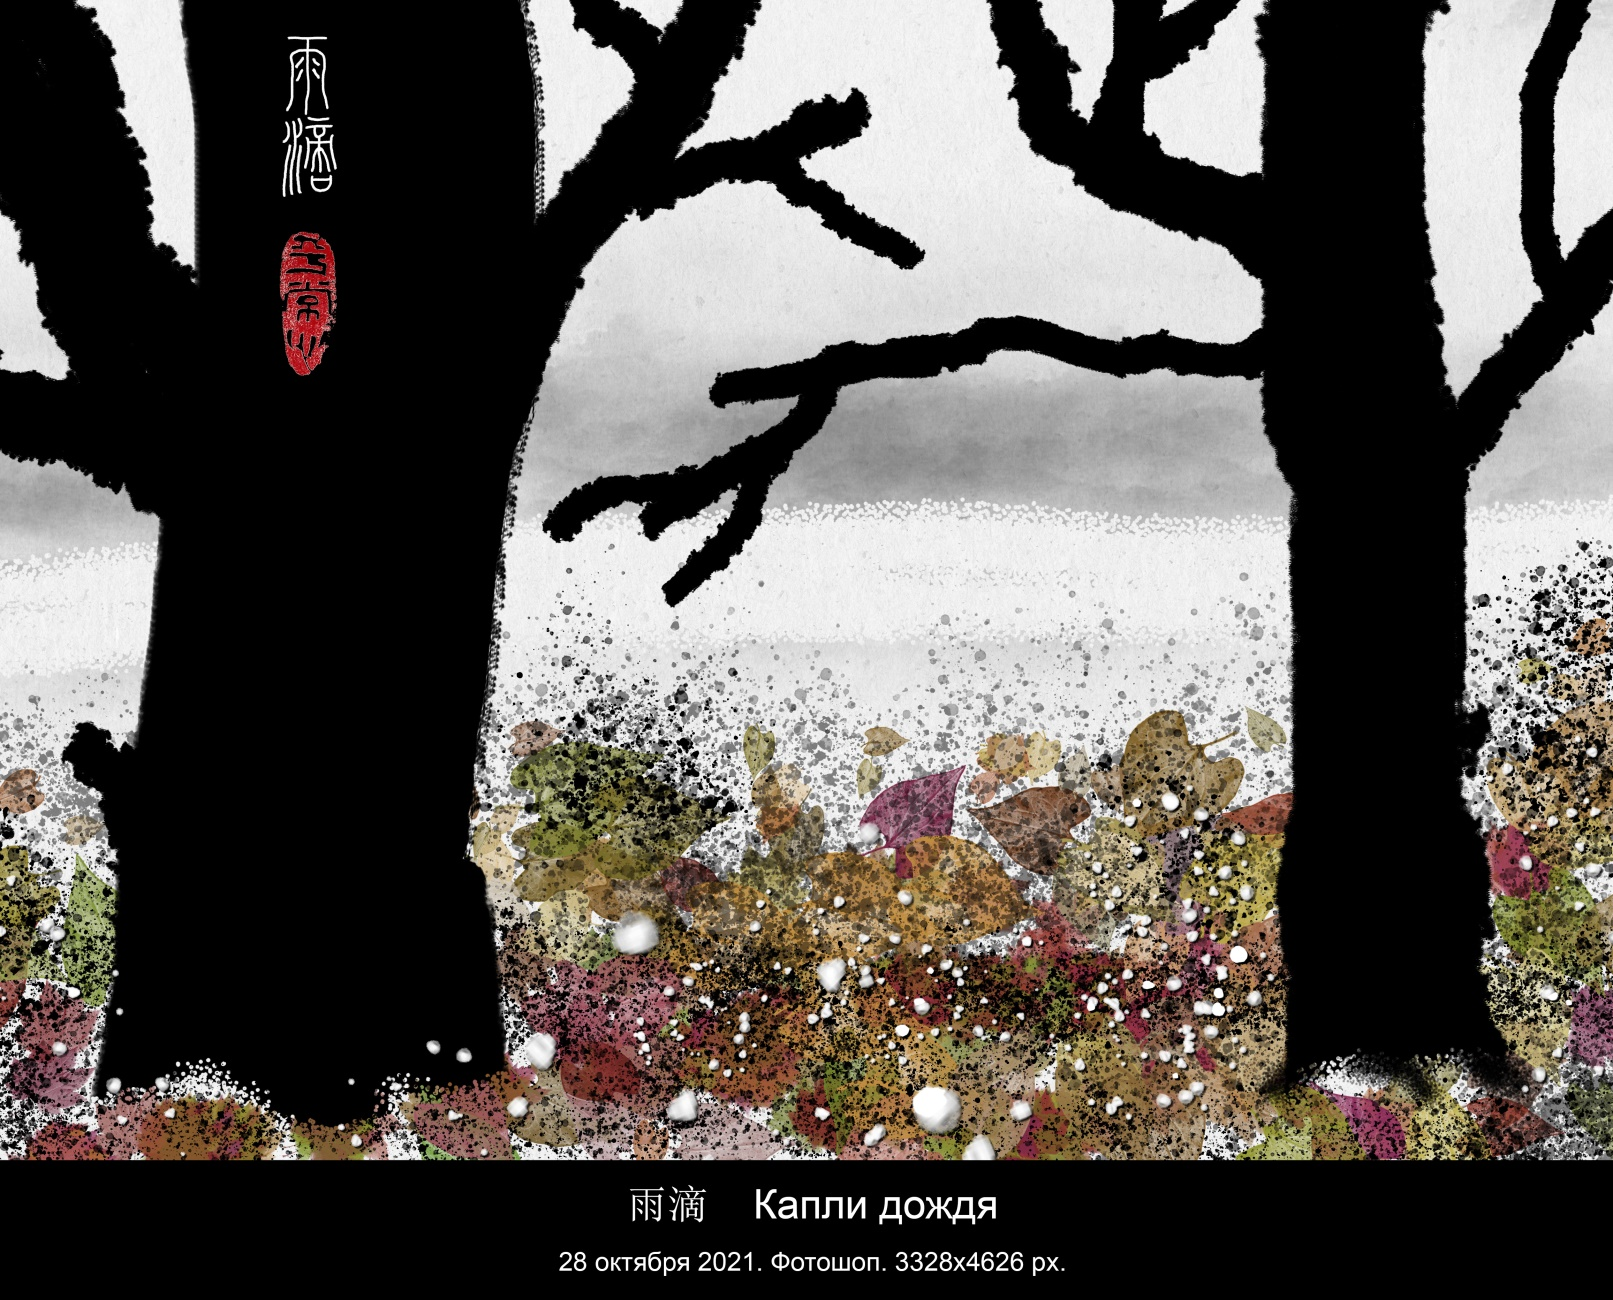 雨滴
雨滴 Капли дождя
28 октября 2021. Фотошоп. 3328x4626 px.